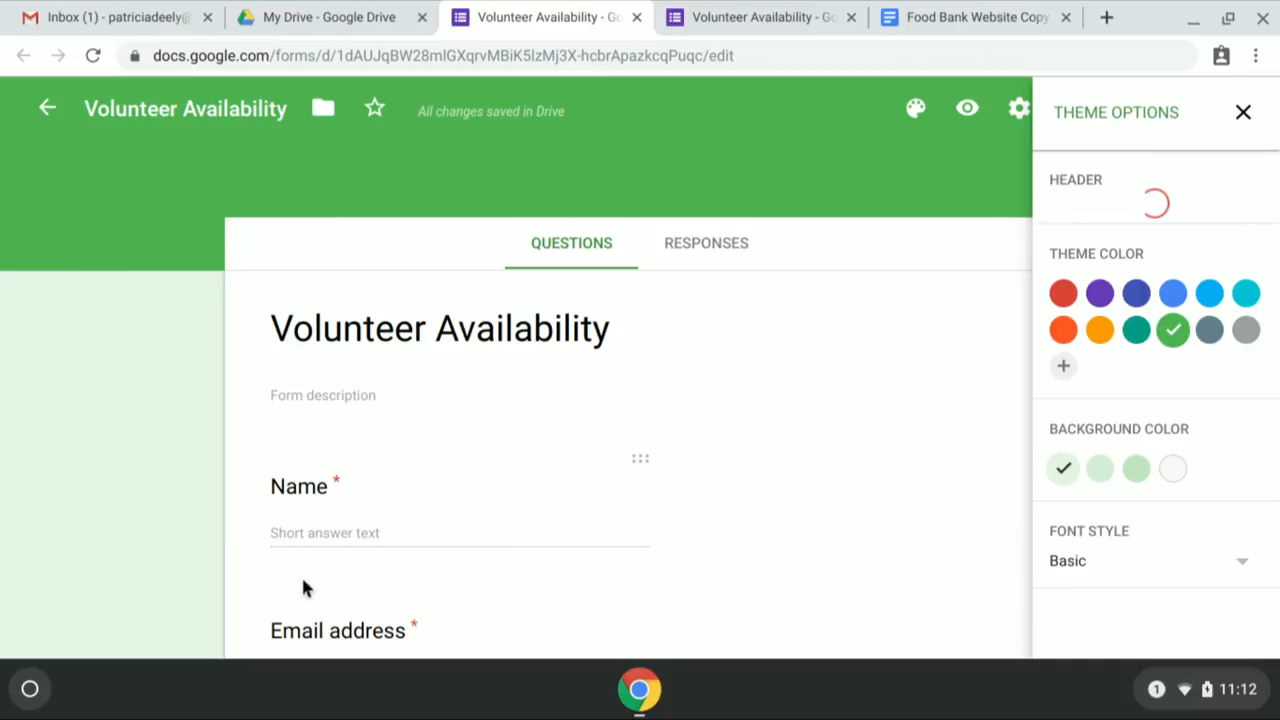 Inbox (1) - patriciadeely@
My Drive - Google Drive
Volunteer Availability - Go
Volunteer Availability - Go
Food Bank Website Copy
docs.google.com/forms/d/1dAUJqBW28mlGXqrvMBiK5lzMj3X-hcbrApazkcqPuqc/edit
Volunteer Availability
All changes saved in Drive
THEME OPTIONS
HEADER
QUESTIONS
RESPONSES
THEME COLOR
Volunteer Availability
Form description
BACKGROUND COLOR
Name *
Short answer text
FONT STYLE
Basic
Email address *
1
11:12